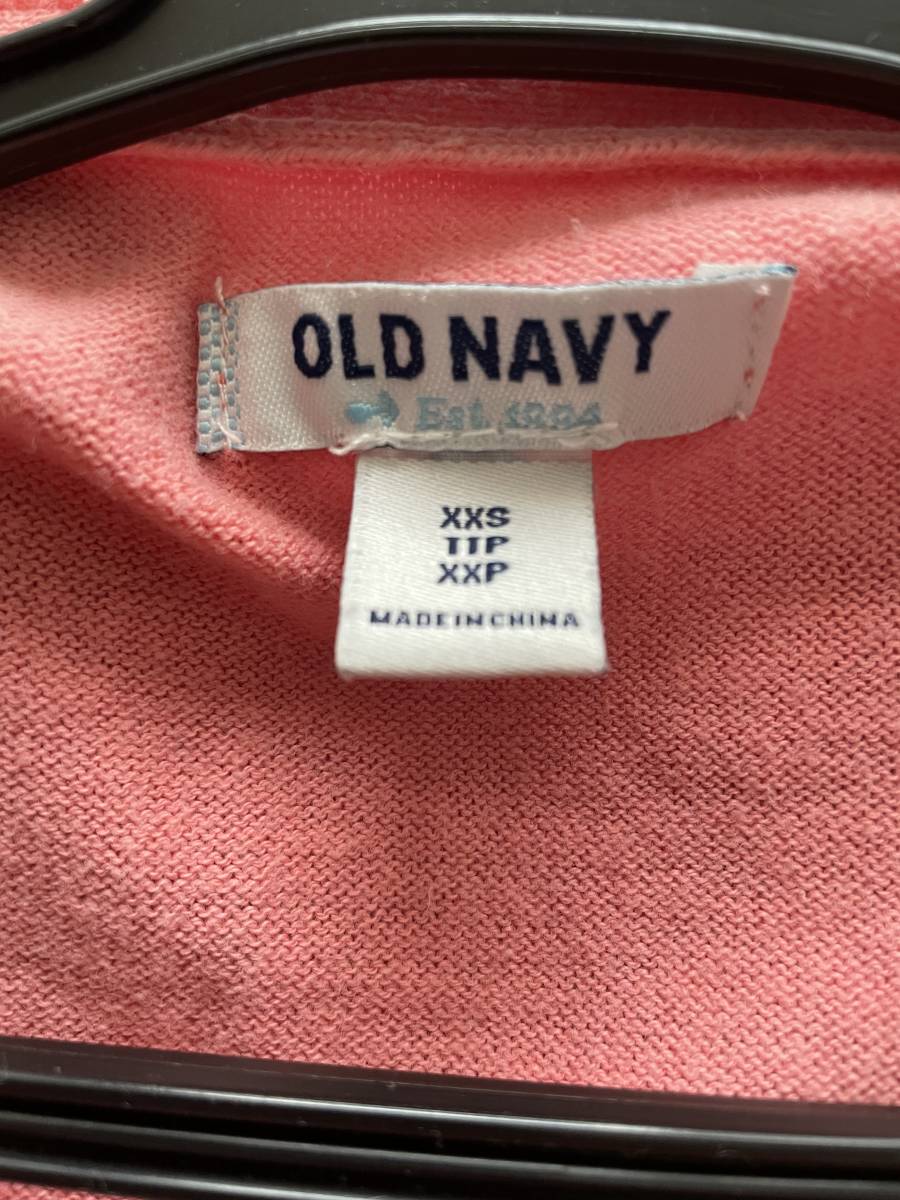 OLD NAVY
Est. 1994
XXS
TTP
XXP
MADE IN CHINA